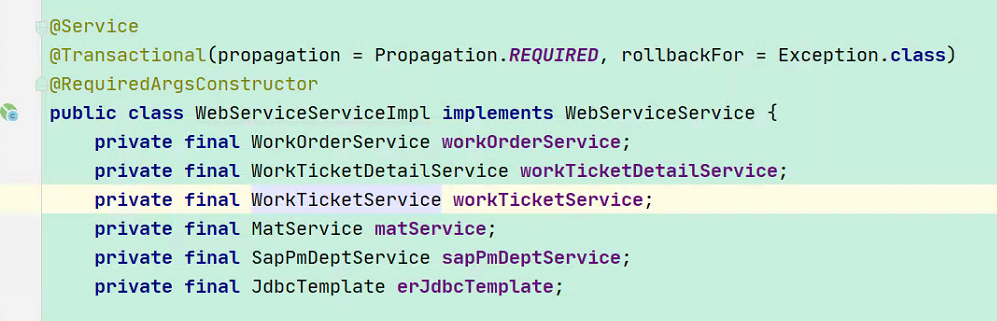 @Service
@Transactional(propagation = Propagation.REQUIRED, rollbackFor = Exception.class)
@RequiredArgsConstructor
public class WebServiceServiceImpl implements WebServiceService {
    private final WorkOrderService workOrderService;
    private final WorkTicketDetailService workTicketDetailService;
    private final WorkTicketService workTicketService;
    private final MatService matService;
    private final SapPmDeptService sapPmDeptService;
    private final JdbcTemplate erJdbcTemplate;